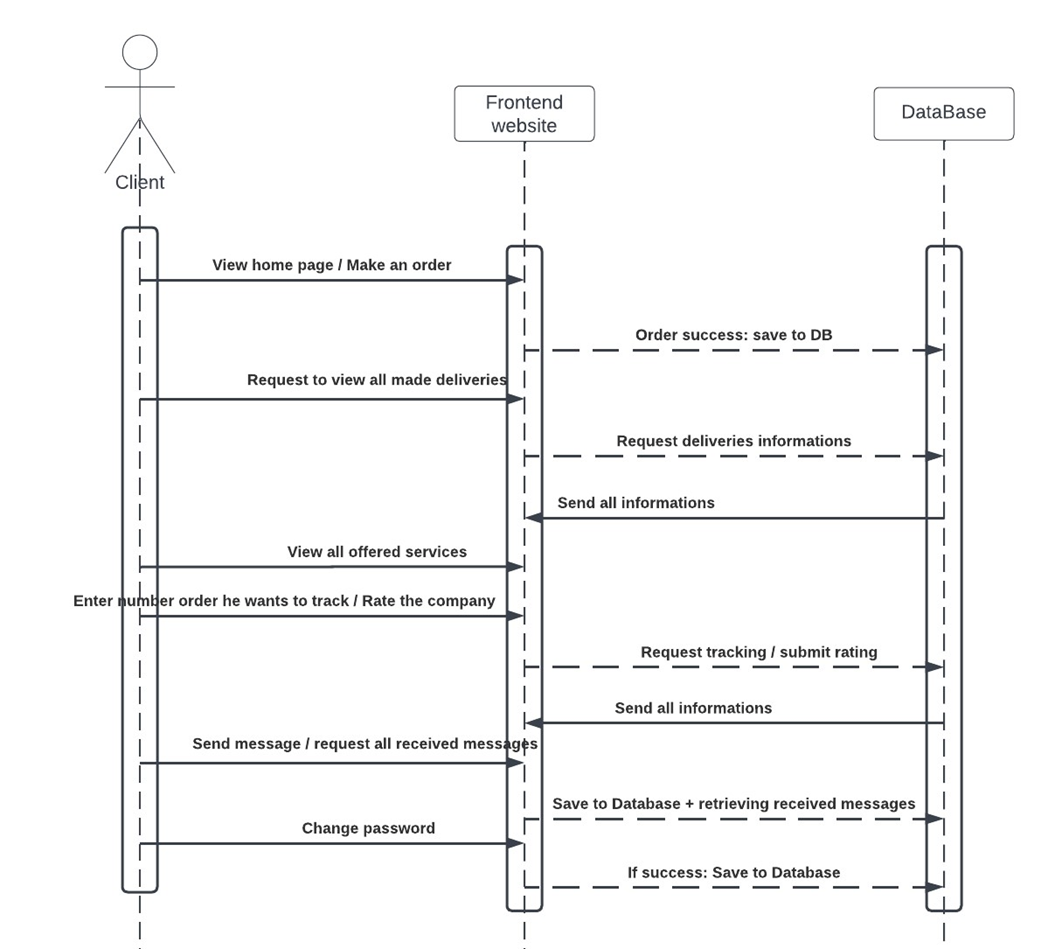 Frontend
website
DataBase
Client
View home page / Make an order
Order success: save to DB
Request to view all made deliveries
Request deliveries informations
Send all informations
View all offered services
Enter number order he wants to track / Rate the company
Request tracking / submit rating
Send all informations
Send message / request all received messages
Save to Database + retrieving received messages
Change password
If success: Save to Database